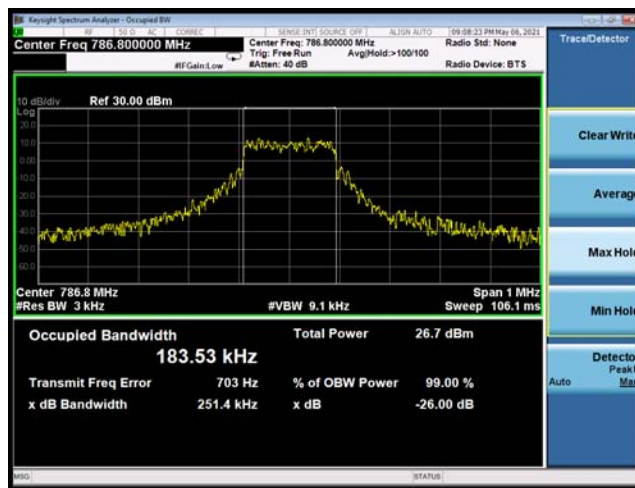 Keysight Spectrum Analyzer - Occupied BW
RF 50 Ω AC CORREC SENSE:INT SOURCE OFF ALIGN AUTO 09:08:23 PM May 06, 2021
Center Freq 786.800000 MHz Center Freq: 786.800000 MHz Radio Std: None Trace/Detector
Trig: Free Run Avg|Hold:>100/100
#IFGain:Low #Atten: 40 dB Radio Device: BTS
10 dB/div Ref 30.00 dBm
Log
20.0
10.0
0.00
10.0
20.0
30.0
40.0
50.0
60.0
Clear Write
Average
Max Hold
Min Hold
Center 786.8 MHz Span 1 MHz
#Res BW 3 kHz #VBW 9.1 kHz Sweep 106.1 ms
Occupied Bandwidth Total Power 26.7 dBm
183.53 kHz
Transmit Freq Error 703 Hz % of OBW Power 99.00 %
x dB Bandwidth 251.4 kHz x dB -26.00 dB
Detecto
Peak
Auto Ma
MSG STATUS